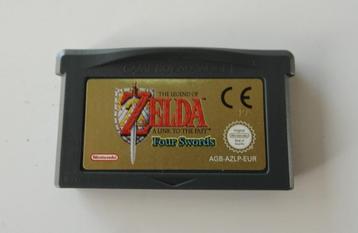 GAME BOY ADVANCE
THE LEGEND OF
ZELDA
A LINK TO THE PAST
Four Swords
CE
Nintendo
AGB-AZLP-EUR